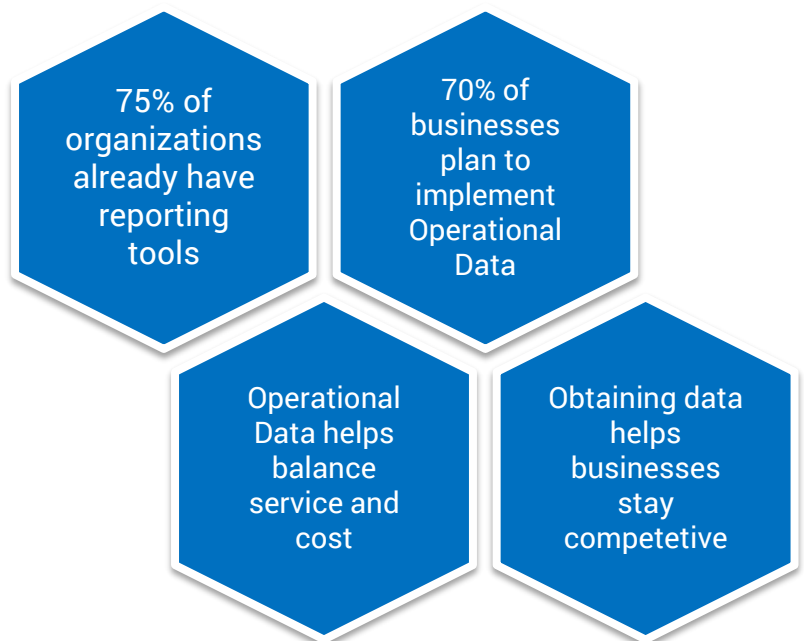 75% of
organizations
already have
reporting
tools
70% of
businesses
plan to
implement
Operational
Data
Operational
Data helps
balance
service and
cost
Obtaining data
helps
businesses
stay
competetive